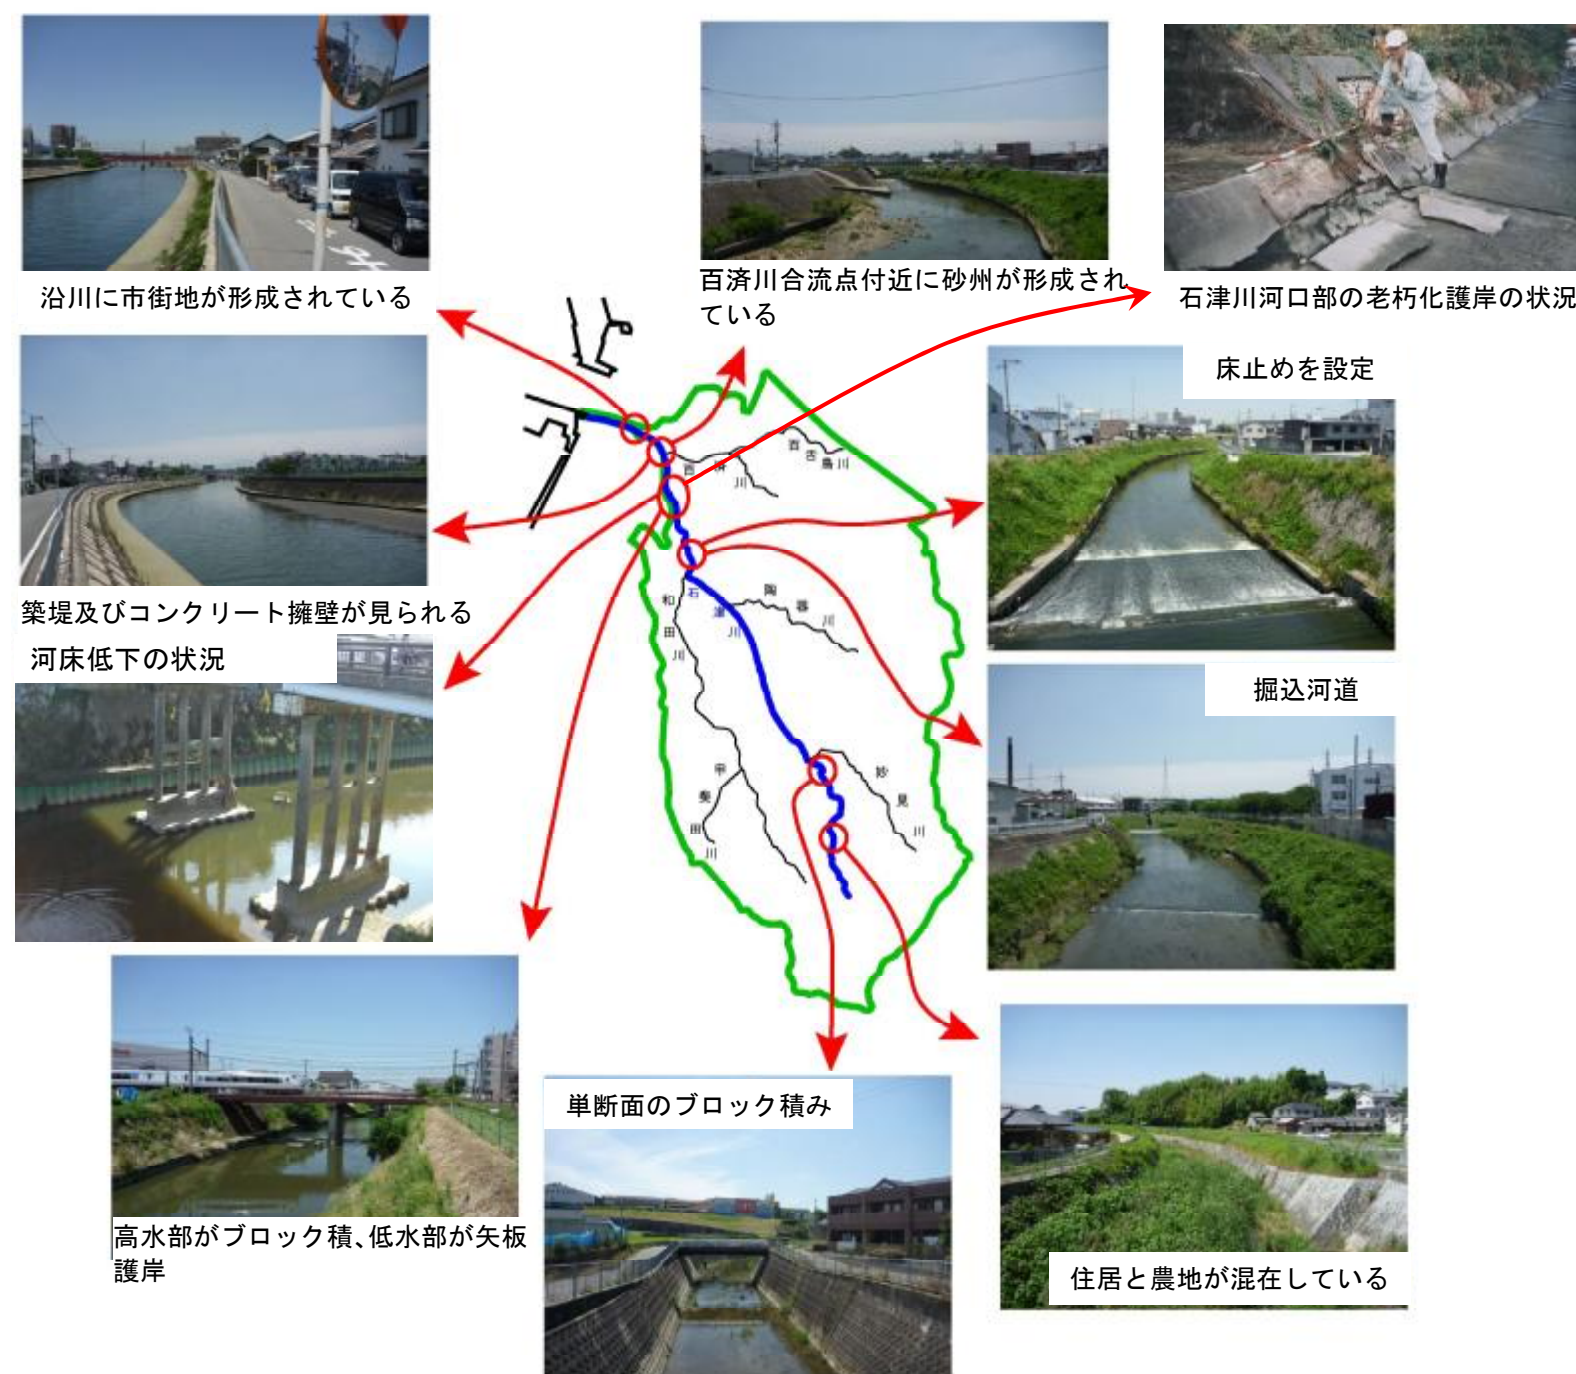 沿川に市街地が形成されている
百済川合流点付近に砂州が形成され
ている
石津川河口部の老朽化護岸の状況
床止めを設定
築堤及びコンクリート擁壁が見られる
河床低下の状況
掘込河道
高水部がブロック積、低水部が矢板
護岸
単断面のブロック積み
住居と農地が混在している
百済川
百舌鳥川
石津川
和田川
陶器川
甲斐田川
妙見川